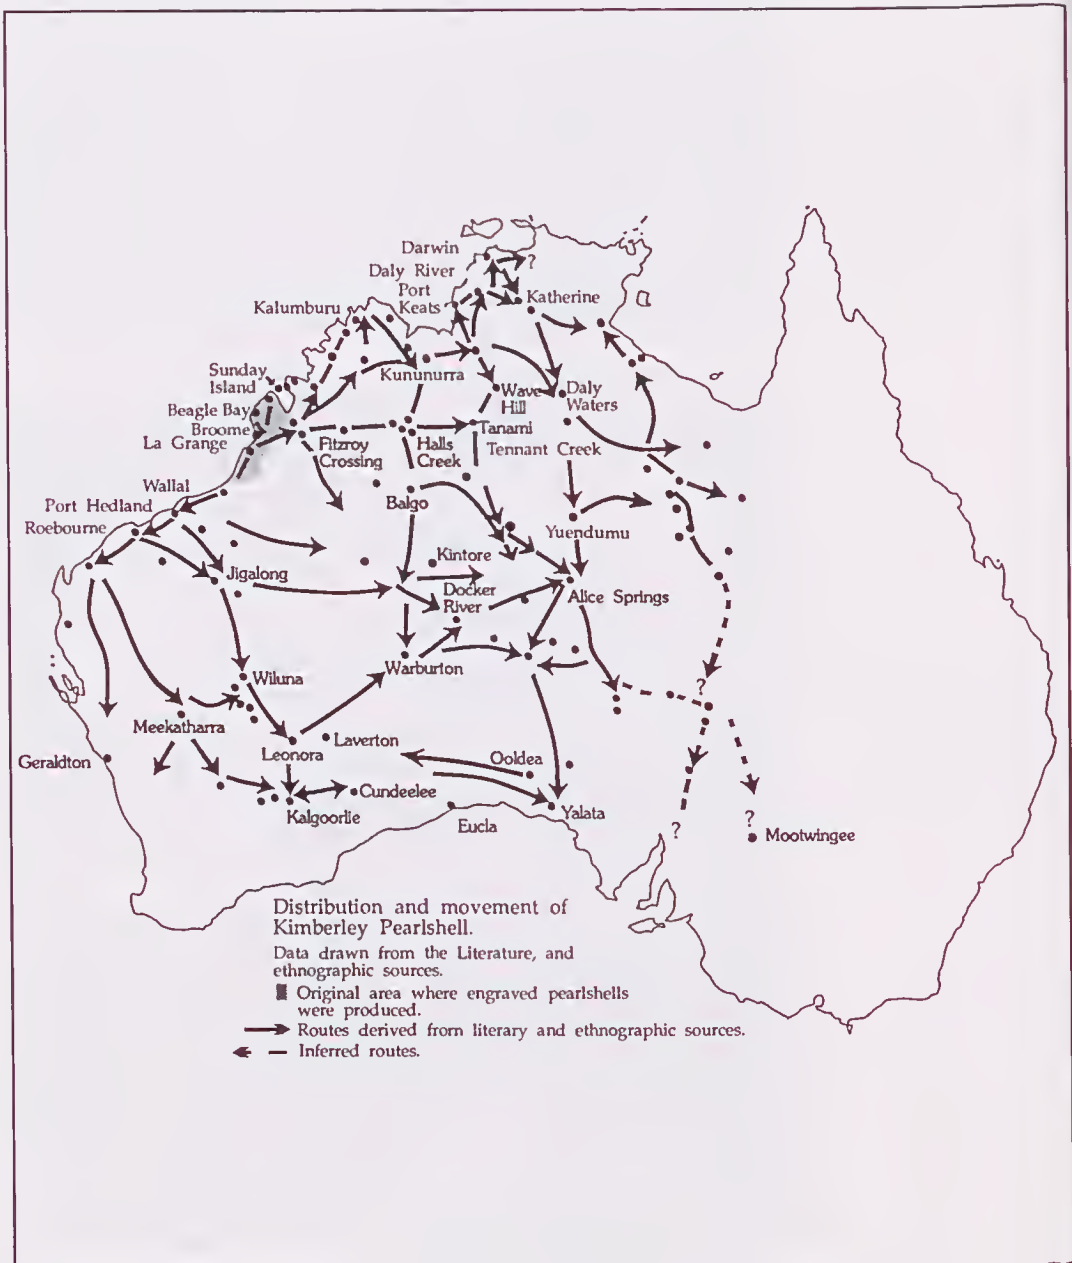 Darwin
?
Daly River
Port
Keats
Katherine
Kalumburu
Sunday
Island
Kununurra
Wave
Hill
Daly
Waters
Beagle Bay
Broome
La Grange
Fitzroy
Crossing
Halls
Creek
Tanami
Tennant Creek
Wallal
Port Hedland
Roebourne
Balgo
Yuendumu
Jigalong
Kintore
Docker
River
Alice Springs
Warburton
Wiluna
?
Meekatharra
Geraldton
Leonora
Laverton
Ooldea
Cundeelee
Kalgoorlie
Eucla
Yalata
?
?
Mootwingee
Distribution and movement of
Kimberley Pearlshell.
Data drawn from the Literature, and
ethnographic sources.
Original area where engraved pearlshells
were produced.
Routes derived from literary and ethnographic sources.
Inferred routes.